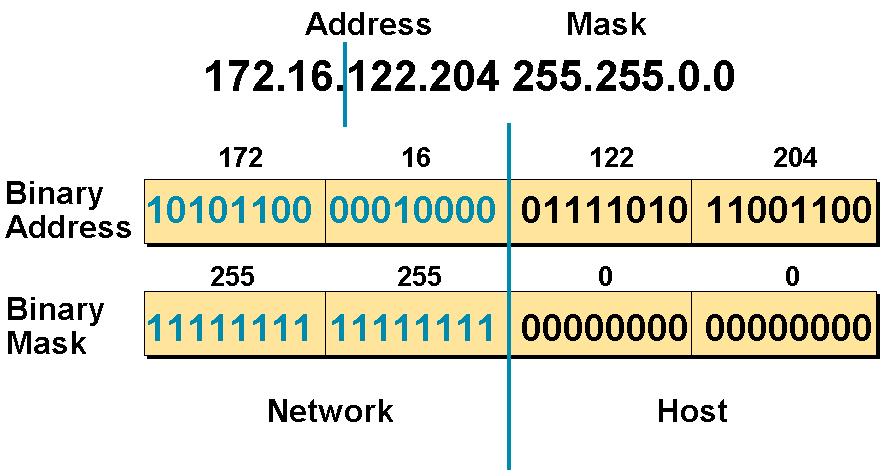 Address Mask
172.16.122.204 255.255.0.0
172 16 122 204
Binary Address 10101100 00010000 01111010 11001100
255 255 0 0
Binary Mask 11111111 11111111 00000000 00000000
Network Host